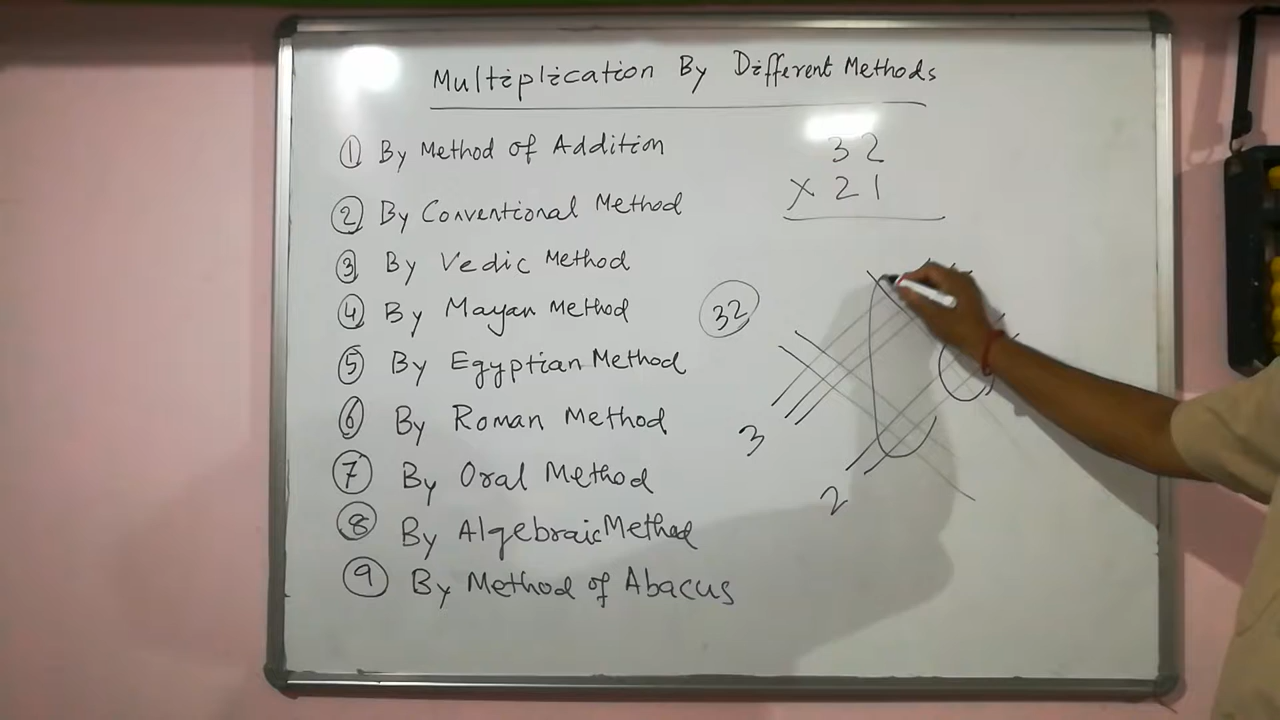 Multiplication By Different Methods
① By Method of Addition
② By Conventional Method
③ By Vedic Method
④ By Mayan Method
⑤ By Egyptian Method
⑥ By Roman Method
⑦ By Oral Method
⑧ By Algebraic Method
⑨ By Method of Abacus
32
X 21
32
3
2